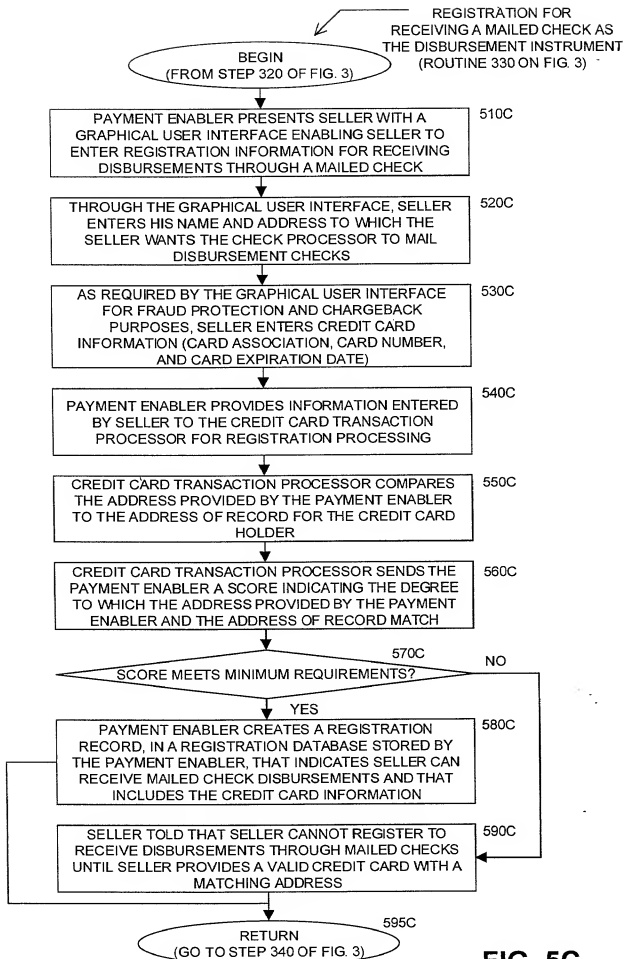 REGISTRATION FOR
RECEIVING A MAILED CHECK AS
THE DISBURSEMENT INSTRUMENT
(ROUTINE 330 ON FIG. 3)
BEGIN
(FROM STEP 320 OF FIG. 3)
510C
PAYMENT ENABLER PRESENTS SELLER WITH A
GRAPHICAL USER INTERFACE ENABLING SELLER TO
ENTER REGISTRATION INFORMATION FOR RECEIVING
DISBURSEMENTS THROUGH A MAILED CHECK
520C
THROUGH THE GRAPHICAL USER INTERFACE, SELLER
ENTERS HIS NAME AND ADDRESS TO WHICH THE
SELLER WANTS THE CHECK PROCESSOR TO MAIL
DISBURSEMENT CHECKS
530C
AS REQUIRED BY THE GRAPHICAL USER INTERFACE
FOR FRAUD PROTECTION AND CHARGEBACK
PURPOSES, SELLER ENTERS CREDIT CARD
INFORMATION (CARD ASSOCIATION, CARD NUMBER,
AND CARD EXPIRATION DATE)
540C
PAYMENT ENABLER PROVIDES INFORMATION ENTERED
BY SELLER TO THE CREDIT CARD TRANSACTION
PROCESSOR FOR REGISTRATION PROCESSING
550C
CREDIT CARD TRANSACTION PROCESSOR COMPARES
THE ADDRESS PROVIDED BY THE PAYMENT ENABLER
TO THE ADDRESS OF RECORD FOR THE CREDIT CARD
HOLDER
560C
CREDIT CARD TRANSACTION PROCESSOR SENDS THE
PAYMENT ENABLER A SCORE INDICATING THE DEGREE
TO WHICH THE ADDRESS PROVIDED BY THE PAYMENT
ENABLER AND THE ADDRESS OF RECORD MATCH
570C
SCORE MEETS MINIMUM REQUIREMENTS?
NO
YES
580C
PAYMENT ENABLER CREATES A REGISTRATION
RECORD, IN A REGISTRATION DATABASE STORED BY
THE PAYMENT ENABLER, THAT INDICATES SELLER CAN
RECEIVE MAILED CHECK DISBURSEMENTS AND THAT
INCLUDES THE CREDIT CARD INFORMATION
590C
SELLER TOLD THAT SELLER CANNOT REGISTER TO
RECEIVE DISBURSEMENTS THROUGH MAILED CHECKS
UNTIL SELLER PROVIDES A VALID CREDIT CARD WITH A
MATCHING ADDRESS
595C
RETURN
(GO TO STEP 340 OF FIG. 3)
FIG. 5C